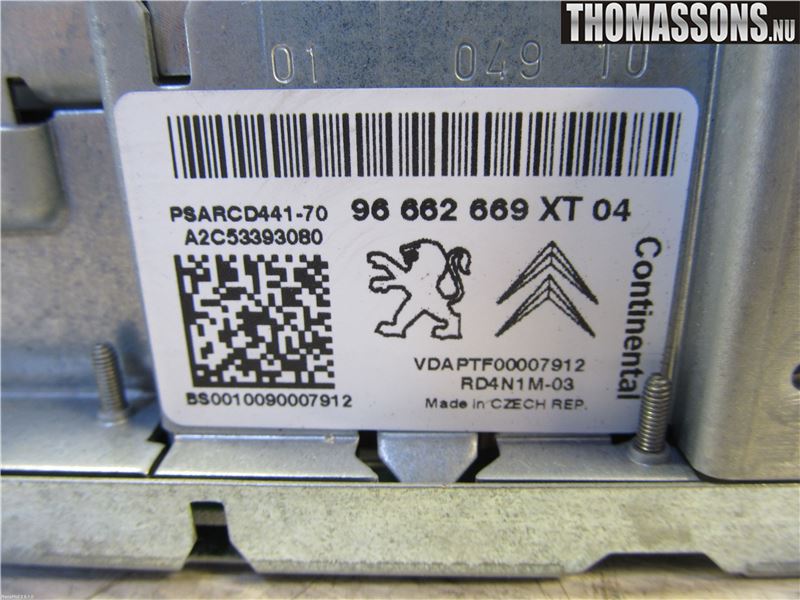 THOMASSONS.NU
01 049 10
PSARCD441-70 96 662 669 XT 04
A2C53393080
Continental
VDAPTF00007912
RD4N1M-03
BS0010090007912
Made in CZECH REP.